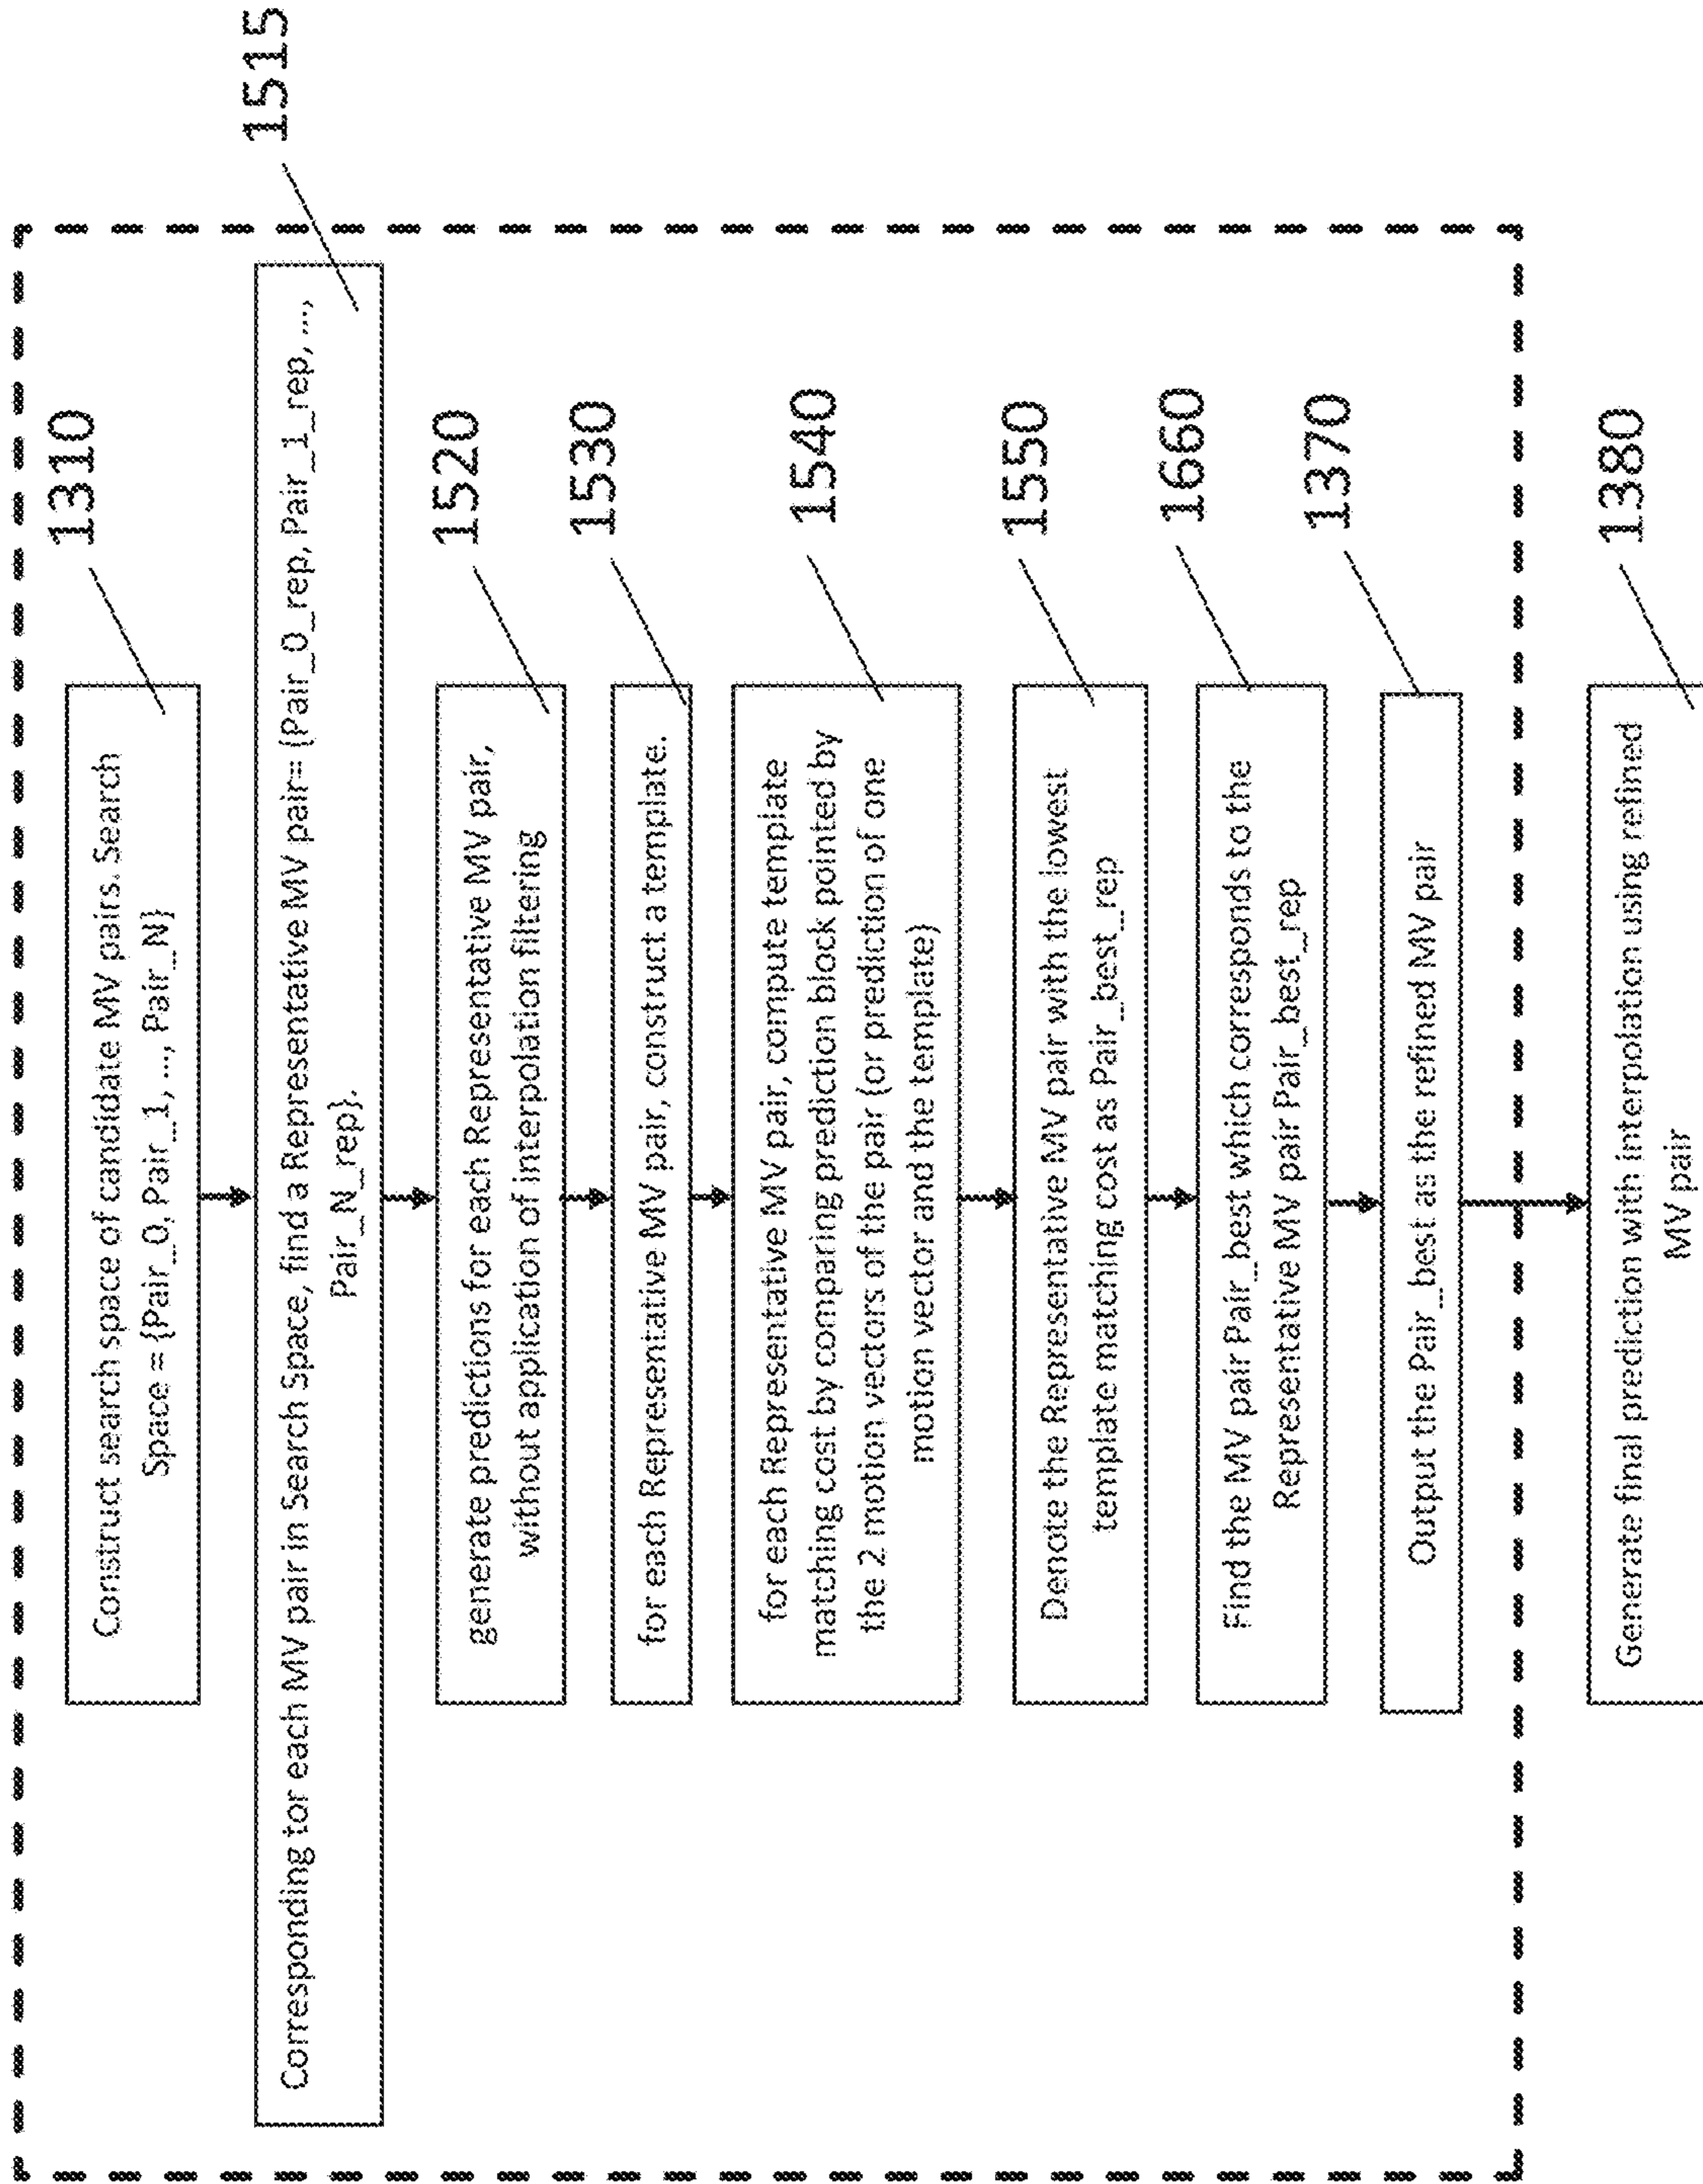 1310
Construct search space of candidate MV pairs. Search
Space = {Pair_0, Pair_1, ..., Pair_N}
1515
Corresponding tor each MV pair in Search Space, find a Representative MV pair= {Pair_0_rep, Pair_1_rep, ...,
Pair_N_rep}.
1520
generate predictions for each Representative MV pair,
without application of interpolation filtering
1530
for each Representative MV pair, construct a template.
1540
for each Representative MV pair, compute template
matching cost by comparing prediction block pointed by
the 2 motion vectors of the pair (or prediction of one
motion vector and the template)
1550
Denote the Representative MV pair with the lowest
template matching cost as Pair_best_rep
1660
Find the MV pair Pair_best which corresponds to the
Representative MV pair Pair_best_rep
1370
Output the Pair_best as the refined MV pair
1380
Generate final prediction with interpolation using refined
MV pair